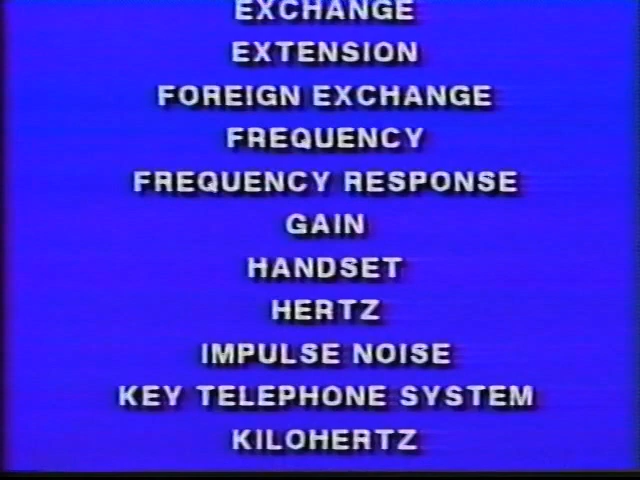 EXCHANGE
EXTENSION
FOREIGN EXCHANGE
FREQUENCY
FREQUENCY RESPONSE
GAIN
HANDSET
HERTZ
IMPULSE NOISE
KEY TELEPHONE SYSTEM
KILOHERTZ